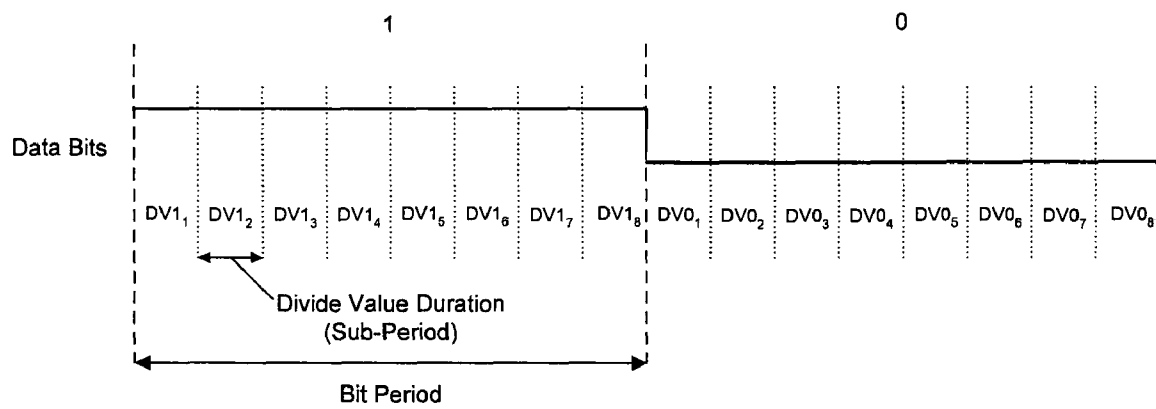 1 0
Data Bits
DV1₁ DV1₂ DV1₃ DV1₄ DV1₅ DV1₆ DV1₇ DV1₈ DV0₁ DV0₂ DV0₃ DV0₄ DV0₅ DV0₆ DV0₇ DV0₈
Divide Value Duration
(Sub-Period)
Bit Period